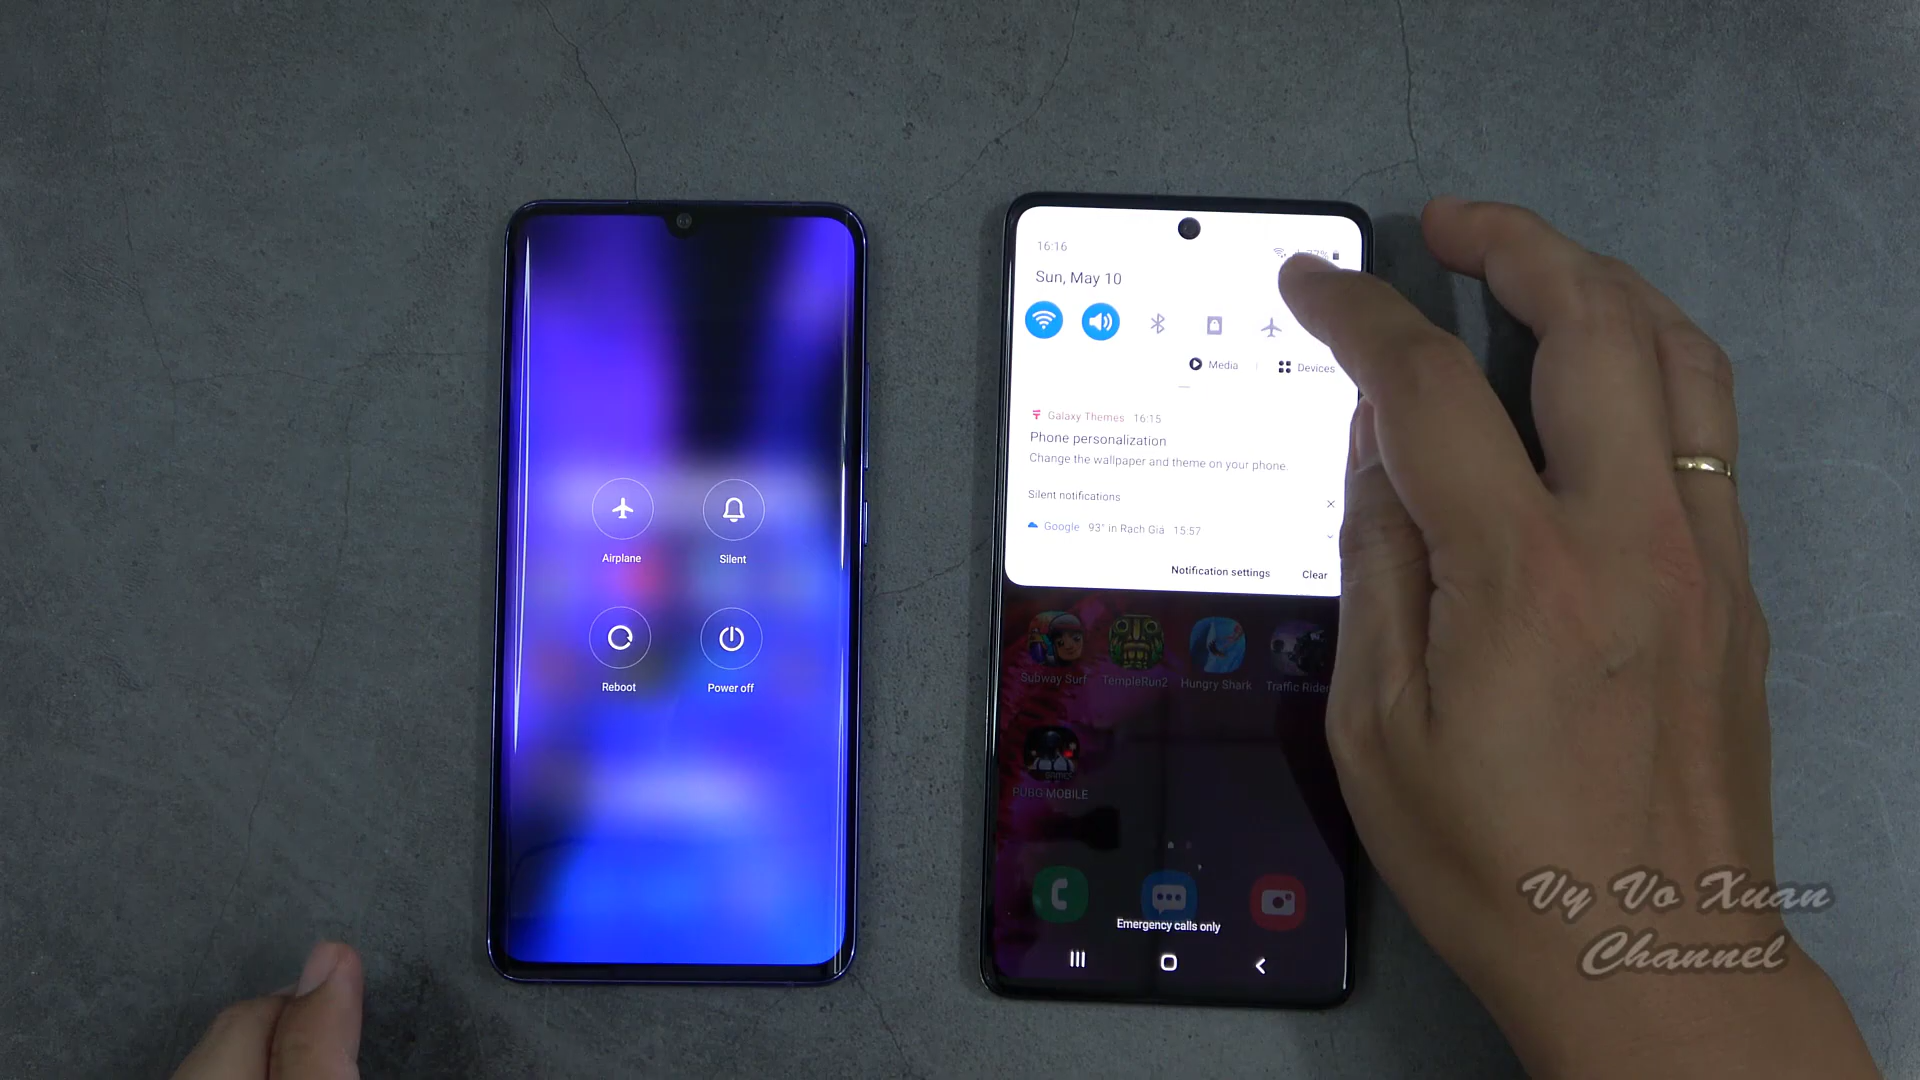 Airplane
Silent
Reboot
Power off
16:16
77%
Sun, May 10
Media
Devices
Galaxy Themes 16:15
Phone personalization
Change the wallpaper and theme on your phone.
Silent notifications
Google 93° in Rach Gia 15:57
Notification settings
Clear
Subway Surf
TempleRun2
Hungry Shark
Traffic Rider
PUBG MOBILE
Emergency calls only
Vy Vo Xuan
Channel